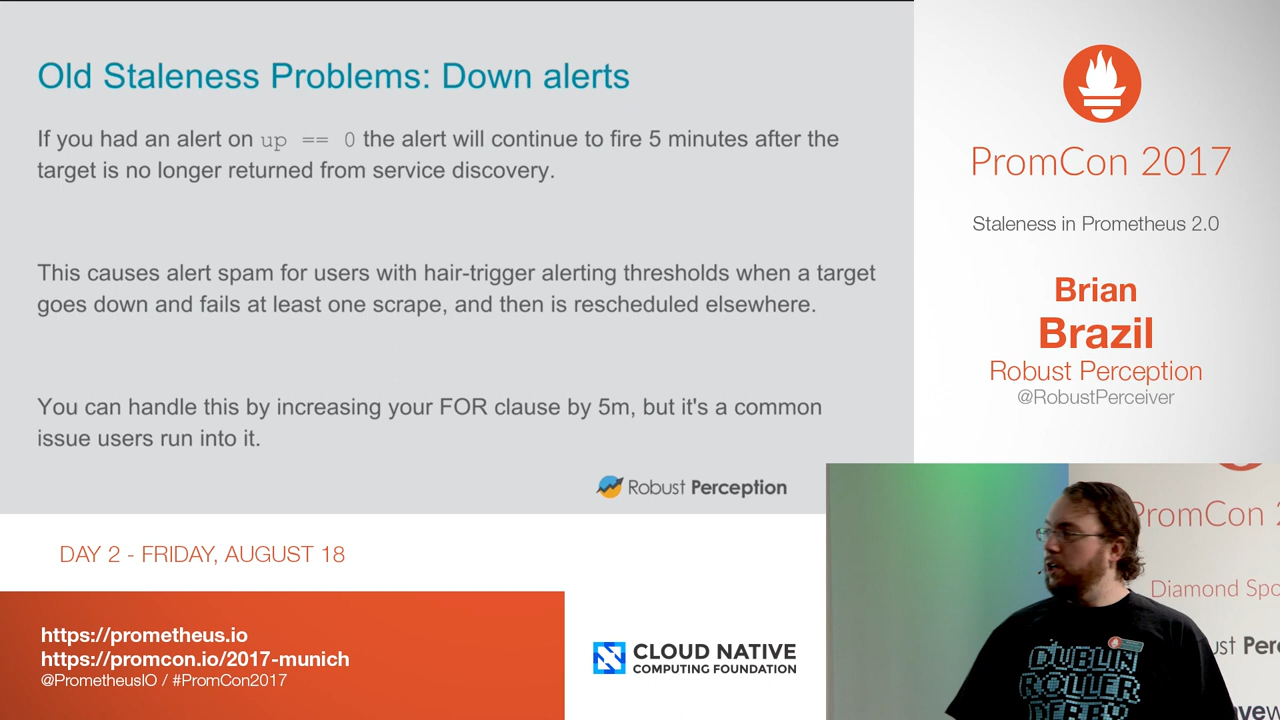 Old Staleness Problems: Down alerts
If you had an alert on up == 0 the alert will continue to fire 5 minutes after the
target is no longer returned from service discovery.
This causes alert spam for users with hair-trigger alerting thresholds when a target
goes down and fails at least one scrape, and then is rescheduled elsewhere.
You can handle this by increasing your FOR clause by 5m, but it's a common
issue users run into it.
Robust Perception
PromCon 2017
Staleness in Prometheus 2.0
Brian
Brazil
Robust Perception
@RobustPerceiver
DAY 2 - FRIDAY, AUGUST 18
https://prometheus.io
https://promcon.io/2017-munich
@PrometheusIO / #PromCon2017
CLOUD NATIVE
COMPUTING FOUNDATION
PromCon 2
Diamond Spo
DUBLIN
ROLLER
DERBY